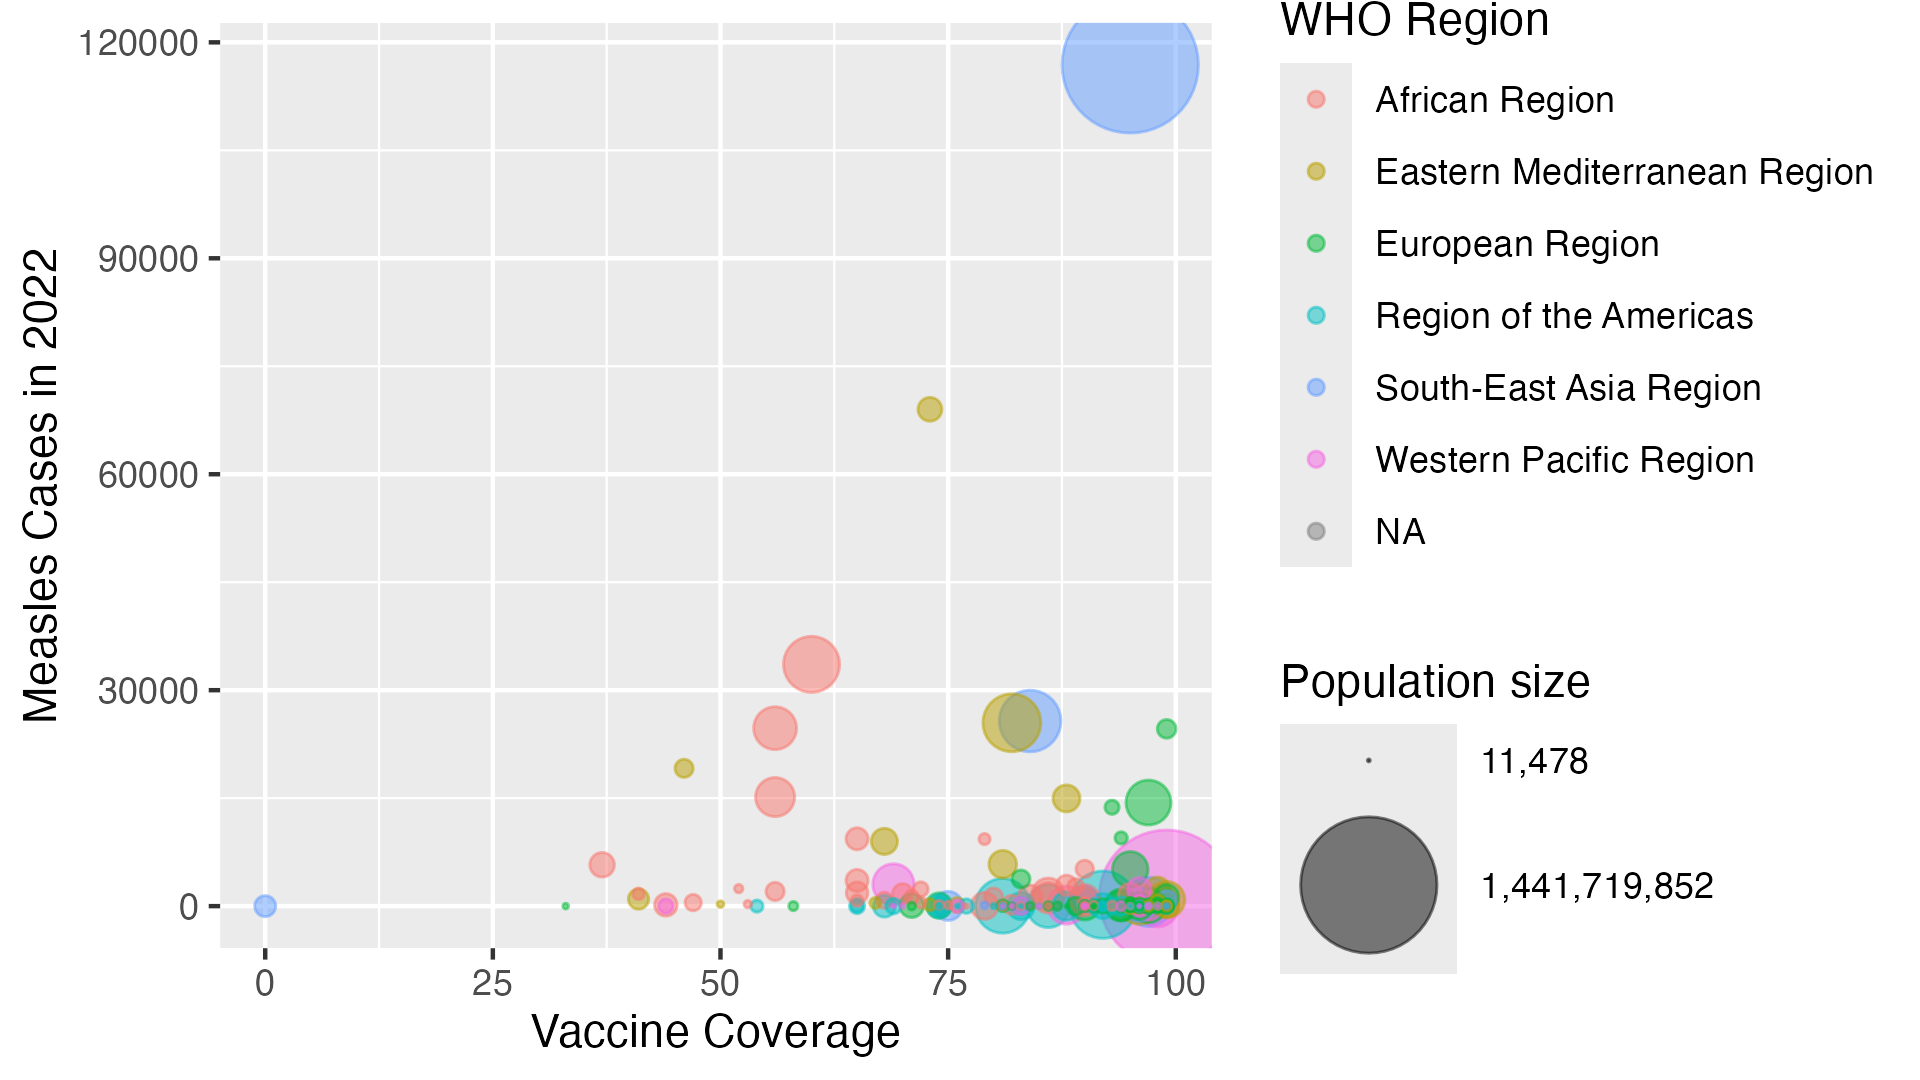 Measles Cases in 2022
120000
90000
60000
30000
0
0 25 50 75 100
Vaccine Coverage
WHO Region
African Region
Eastern Mediterranean Region
European Region
Region of the Americas
South-East Asia Region
Western Pacific Region
NA
Population size
11,478
1,441,719,852